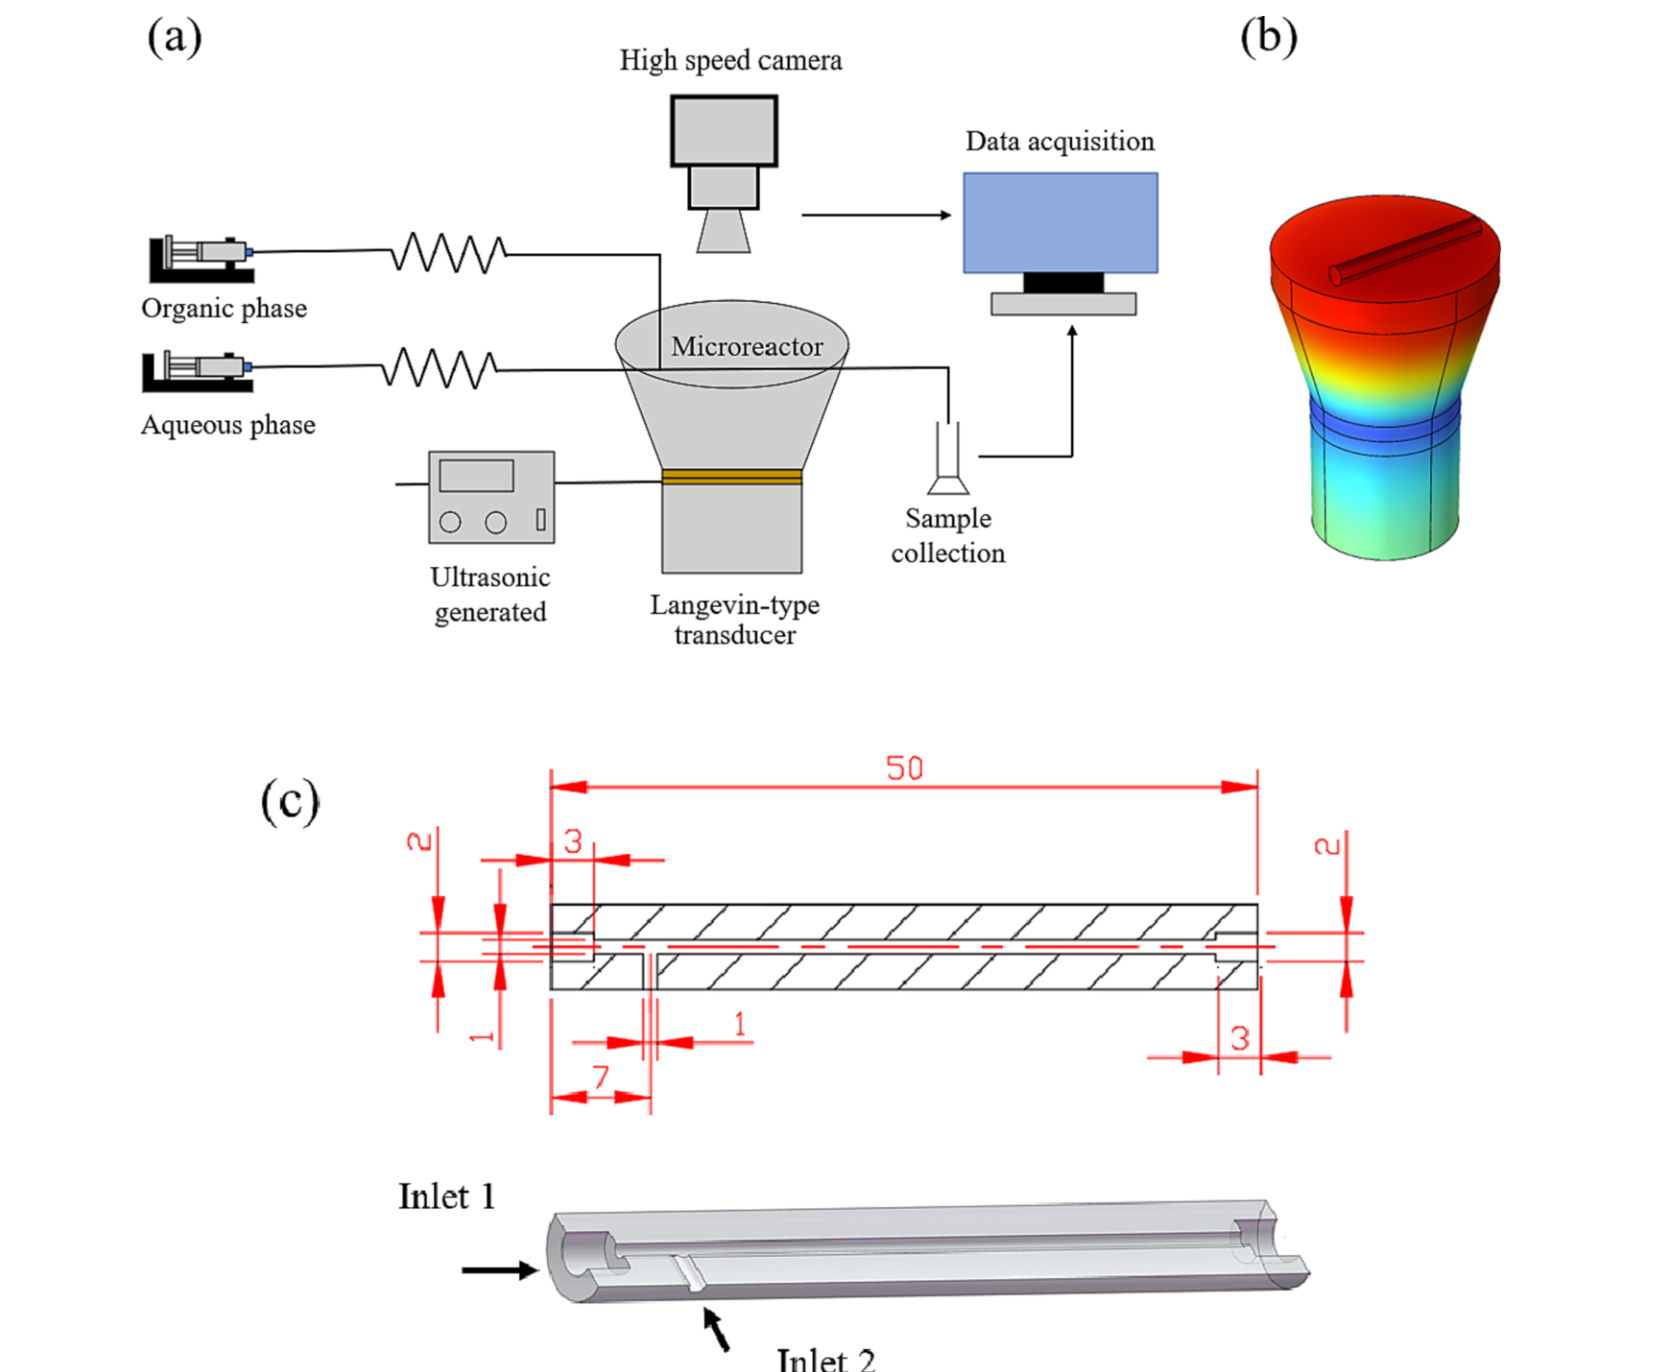 (a)
(b)
High speed camera
Data acquisition
Organic phase
Microreactor
Aqueous phase
Sample
collection
Ultrasonic
generated
Langevin-type
transducer
(c)
50
2
3
2
1
1
3
7
Inlet 1
Inlet 2